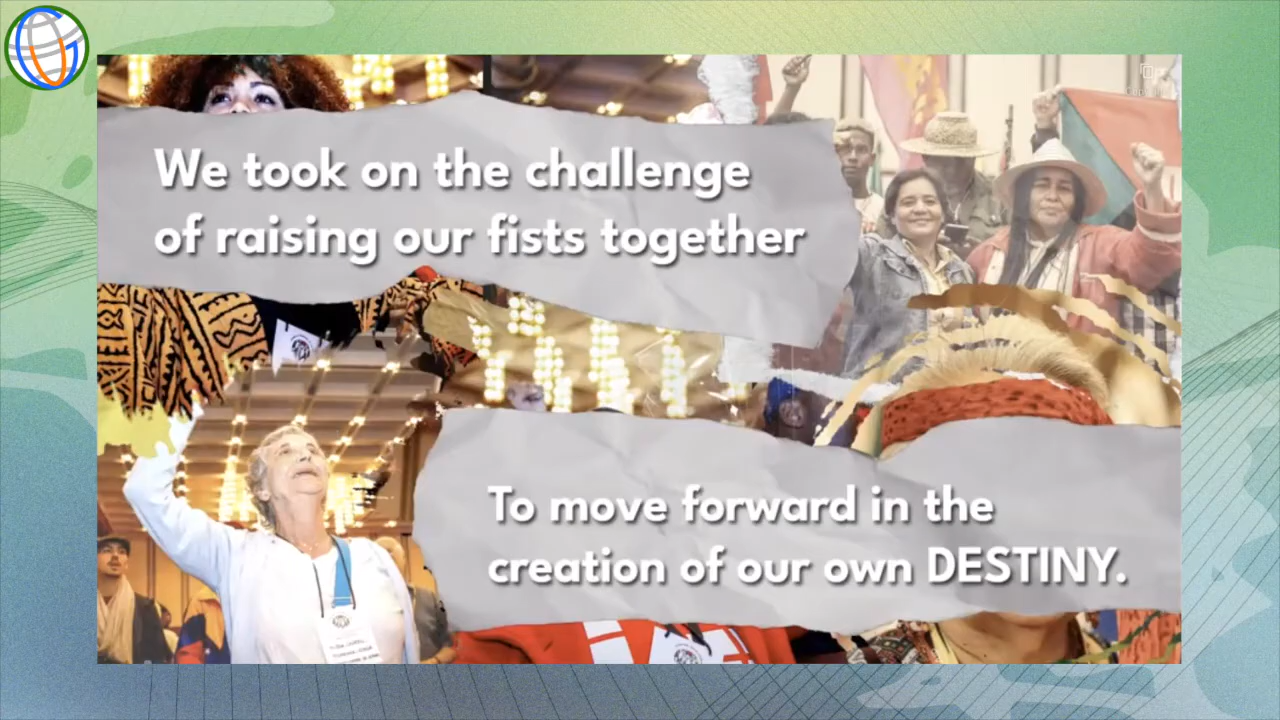 We took on the challenge
of raising our fists together
To move forward in the
creation of our own DESTINY.